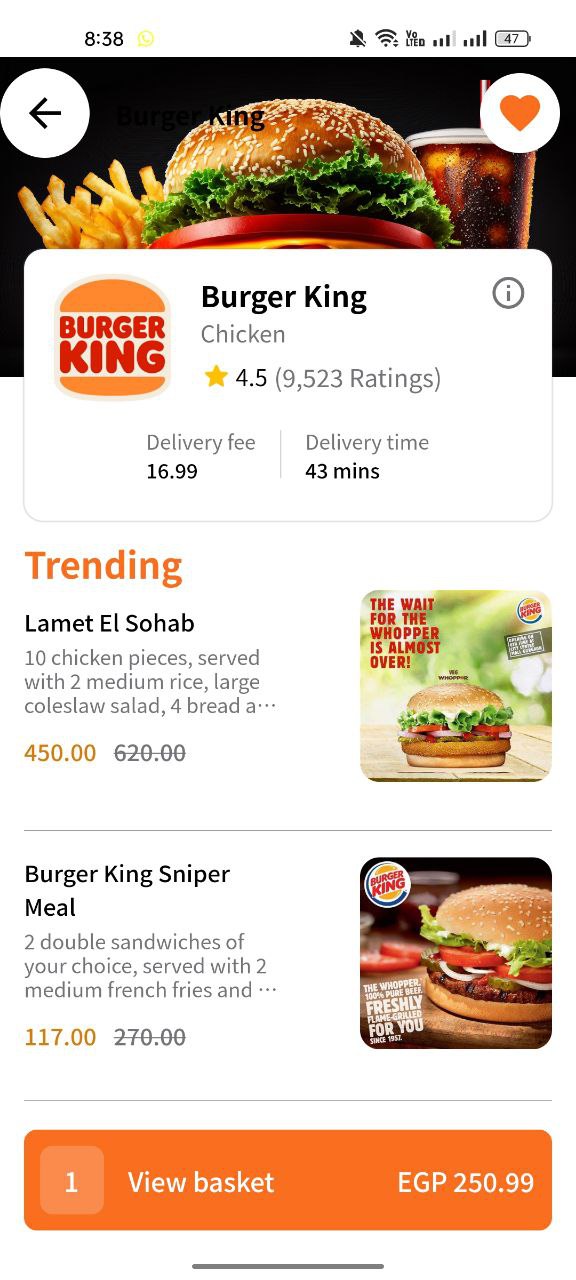 8:38
Vo
LTED
47
Burger King
BURGER
KING
Burger King
Chicken
4.5 (9,523 Ratings)
Delivery fee
16.99
Delivery time
43 mins
Trending
Lamet El Sohab
10 chicken pieces, served
with 2 medium rice, large
coleslaw salad, 4 bread a···
450.00 620.00
THE WAIT
FOR THE
WHOPPER
IS ALMOST
OVER!
BURGER
KING
VEG
WHOPPER
Burger King Sniper
Meal
2 double sandwiches of
your choice, served with 2
medium french fries and ···
117.00 270.00
BURGER
KING
THE WHOPPER.
100% PURE BEEF.
FRESHLY
FLAME-GRILLED
FOR YOU
SINCE 1957.
1 View basket EGP 250.99